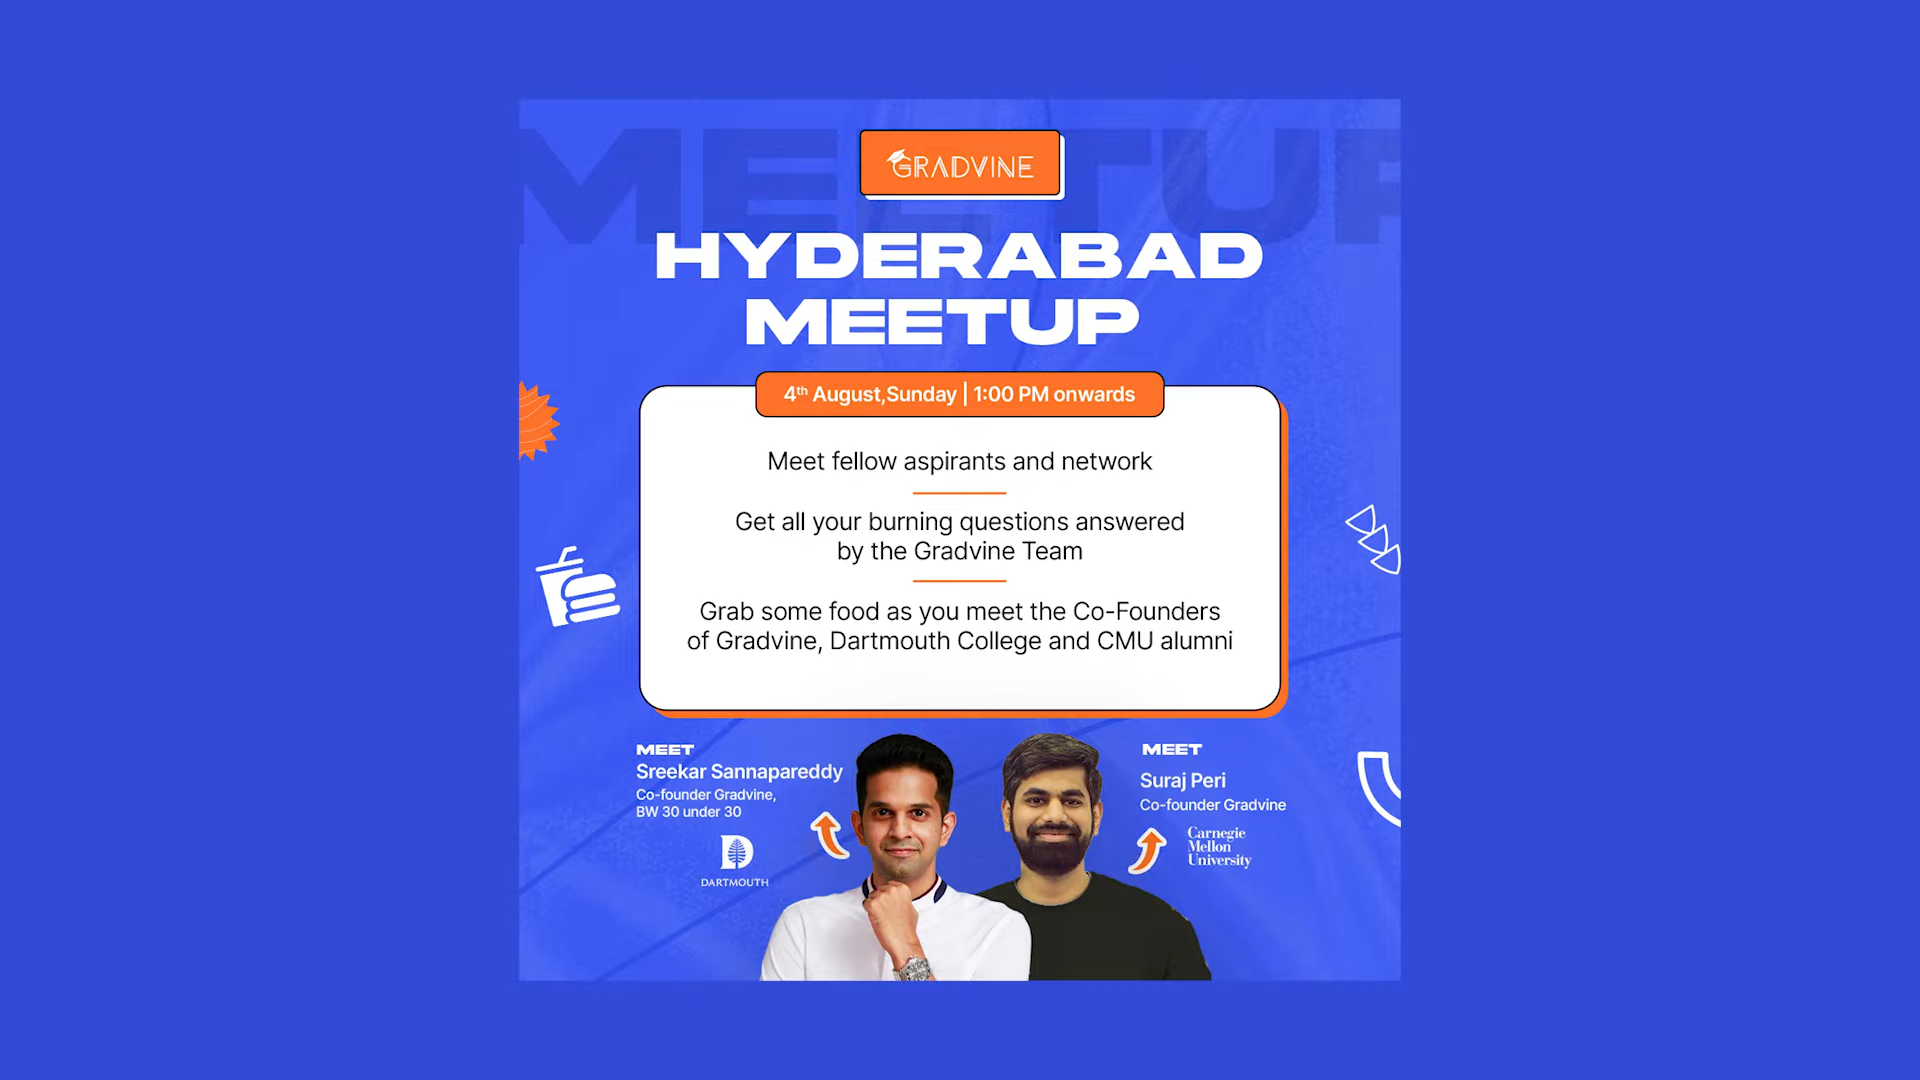 MEETUP
GRADVINE
HYDERABAD
MEETUP
4th August,Sunday | 1:00 PM onwards
Meet fellow aspirants and network
Get all your burning questions answered
by the Gradvine Team
Grab some food as you meet the Co-Founders
of Gradvine, Dartmouth College and CMU alumni
MEET
Sreekar Sannapareddy
Co-founder Gradvine,
BW 30 under 30
D
DARTMOUTH
MEET
Suraj Peri
Co-founder Gradvine
Carnegie
Mellon
University